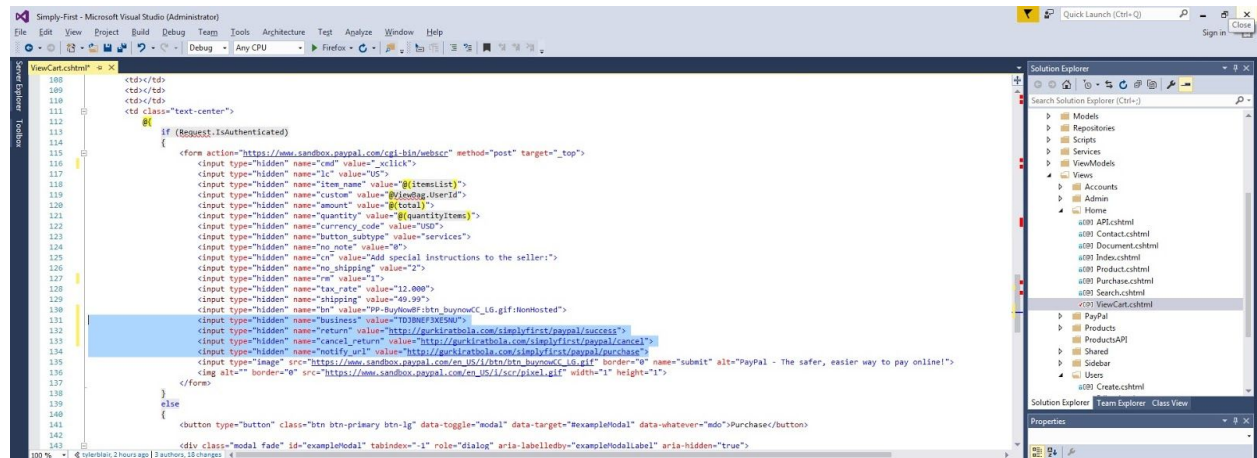 Simply-First - Microsoft Visual Studio (Administrator)
Quick Launch (Ctrl+Q)
Close
File Edit View Project Build Debug Team Tools Architecture Test Analyze Window Help
Sign in
Debug Any CPU Firefox
Server Explorer
Toolbox
ViewCart.cshtml*
108 <td></td>
109 <td></td>
110 <td></td>
111 <td class="text-center">
112 @{
113 if (Request.IsAuthenticated)
114 {
115 <form action="https://www.sandbox.paypal.com/cgi-bin/webscr" method="post" target="_top">
116 <input type="hidden" name="cmd" value="_xclick">
117 <input type="hidden" name="lc" value="US">
118 <input type="hidden" name="item_name" value="@(itemsList)">
119 <input type="hidden" name="custom" value="@ViewBag.UserId">
120 <input type="hidden" name="amount" value="@(total)">
121 <input type="hidden" name="quantity" value="@(quantityItems)">
122 <input type="hidden" name="currency_code" value="USD">
123 <input type="hidden" name="button_subtype" value="services">
124 <input type="hidden" name="no_note" value="0">
125 <input type="hidden" name="cn" value="Add special instructions to the seller:">
126 <input type="hidden" name="no_shipping" value="2">
127 <input type="hidden" name="rm" value="1">
128 <input type="hidden" name="tax_rate" value="12.000">
129 <input type="hidden" name="shipping" value="49.99">
130 <input type="hidden" name="bn" value="PP-BuyNowBF:btn_buynowCC_LG.gif:NonHosted">
131 <input type="hidden" name="business" value="TDJBNEF3XESNU">
132 <input type="hidden" name="return" value="http://gurkiratbola.com/simplyfirst/paypal/success">
133 <input type="hidden" name="cancel_return" value="http://gurkiratbola.com/simplyfirst/paypal/cancel">
134 <input type="hidden" name="notify_url" value="http://gurkiratbola.com/simplyfirst/paypal/purchase">
135 <input type="image" src="https://www.sandbox.paypal.com/en_US/i/btn/btn_buynowCC_LG.gif" border="0" name="submit" alt="PayPal - The safer, easier way to pay online!">
136 <img alt="" border="0" src="https://www.sandbox.paypal.com/en_US/i/scr/pixel.gif" width="1" height="1">
137 </form>
138 }
139 else
140 {
141 <button type="button" class="btn btn-primary btn-lg" data-toggle="modal" data-target="#exampleModal" data-whatever="mdo">Purchase</button>
142
143 <div class="modal fade" id="exampleModal" tabindex="-1" role="dialog" aria-labelledby="exampleModalLabel" aria-hidden="true">
100 % tylerblair, 2 hours ago | 3 authors, 18 changes
Solution Explorer
Search Solution Explorer (Ctrl+;)
Models
Repositories
Scripts
Services
ViewModels
Views
Accounts
Admin
Home
API.cshtml
Contact.cshtml
Document.cshtml
Index.cshtml
Product.cshtml
Purchase.cshtml
Search.cshtml
ViewCart.cshtml
PayPal
Products
ProductsAPI
Shared
Sidebar
Users
Create.cshtml
Solution Explorer Team Explorer Class View
Properties